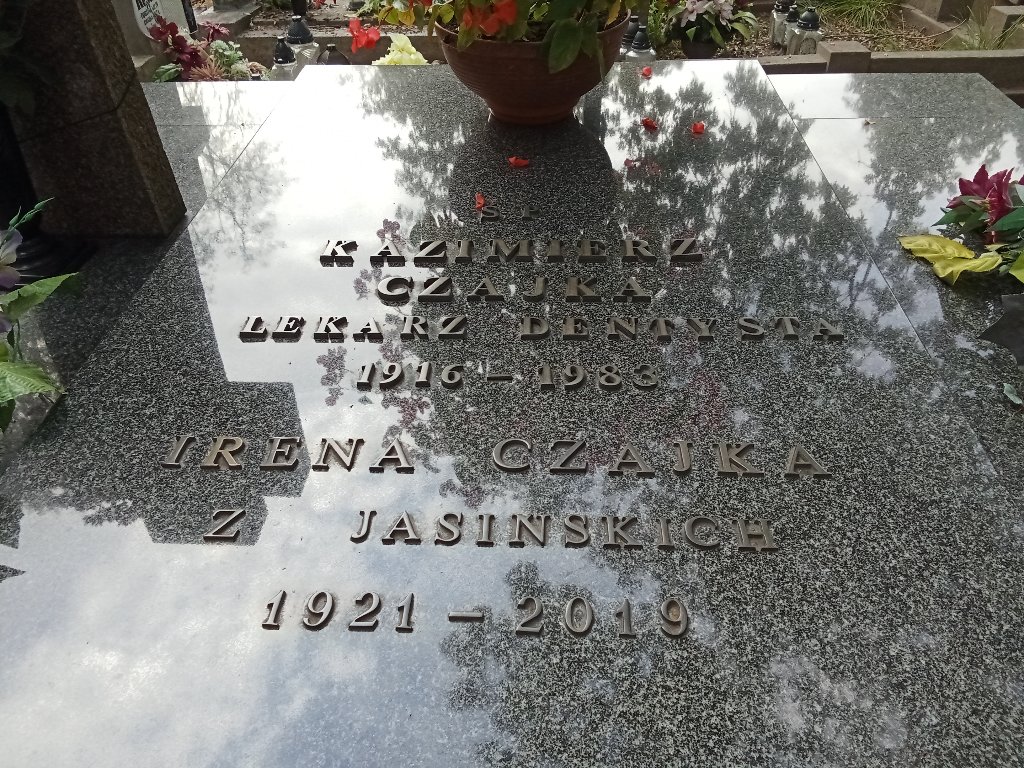 Ś P
KAZIMIERZ
CZAJKA
LEKARZ DENTYSTA
1916 – 1983
IRENA CZAJKA
Z JASIŃSKICH
1921 – 2019